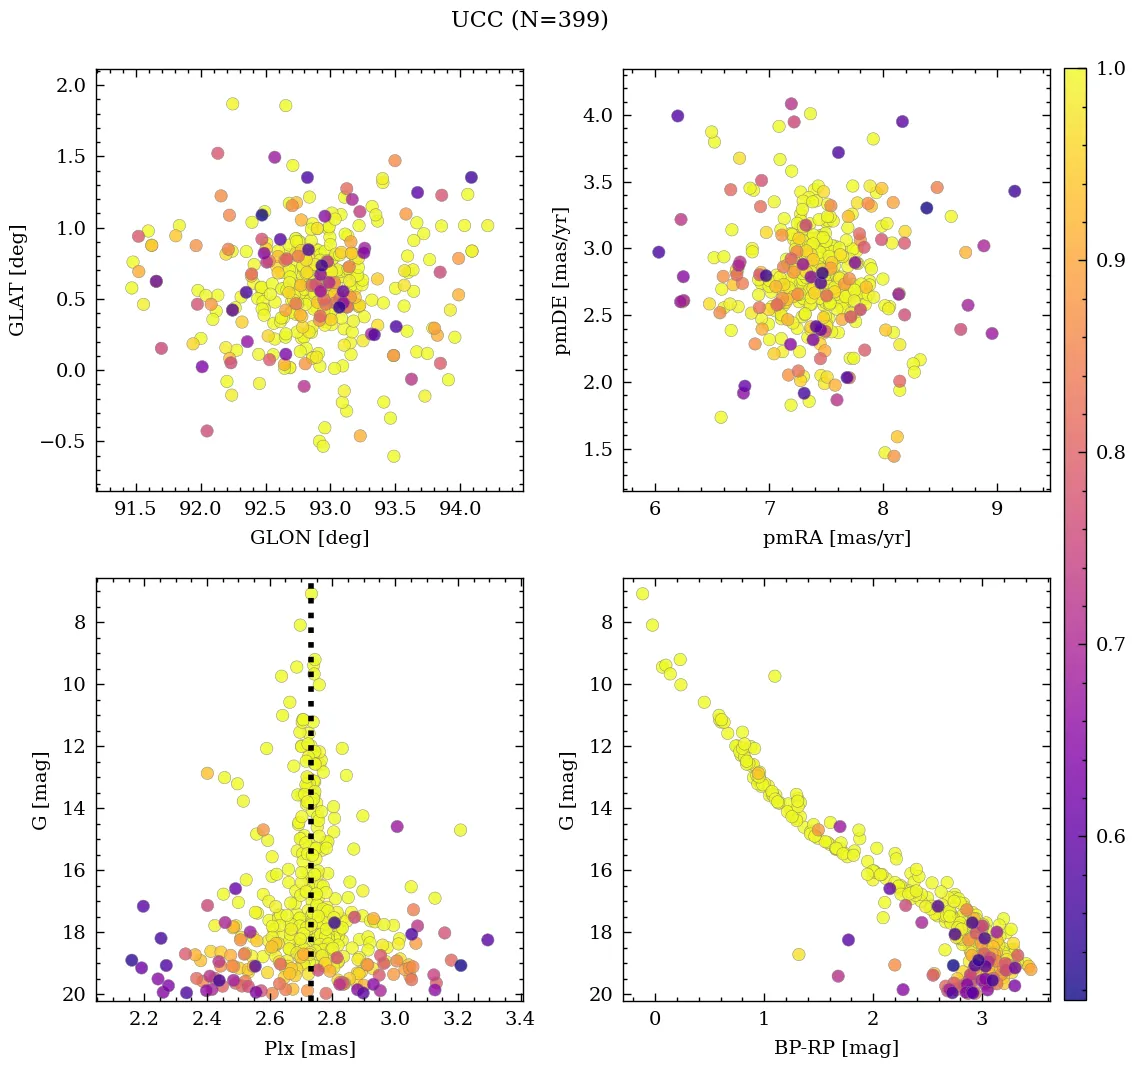 UCC (N=399)
2.0
1.5
1.0
0.5
0.0
−0.5
GLAT [deg]
91.5 92.0 92.5 93.0 93.5 94.0
GLON [deg]
4.0
3.5
3.0
2.5
2.0
1.5
pmDE [mas/yr]
6 7 8 9
pmRA [mas/yr]
1.0
0.9
0.8
0.7
0.6
8
10
12
14
16
18
20
G [mag]
2.2 2.4 2.6 2.8 3.0 3.2 3.4
Plx [mas]
8
10
12
14
16
18
20
G [mag]
0 1 2 3
BP-RP [mag]